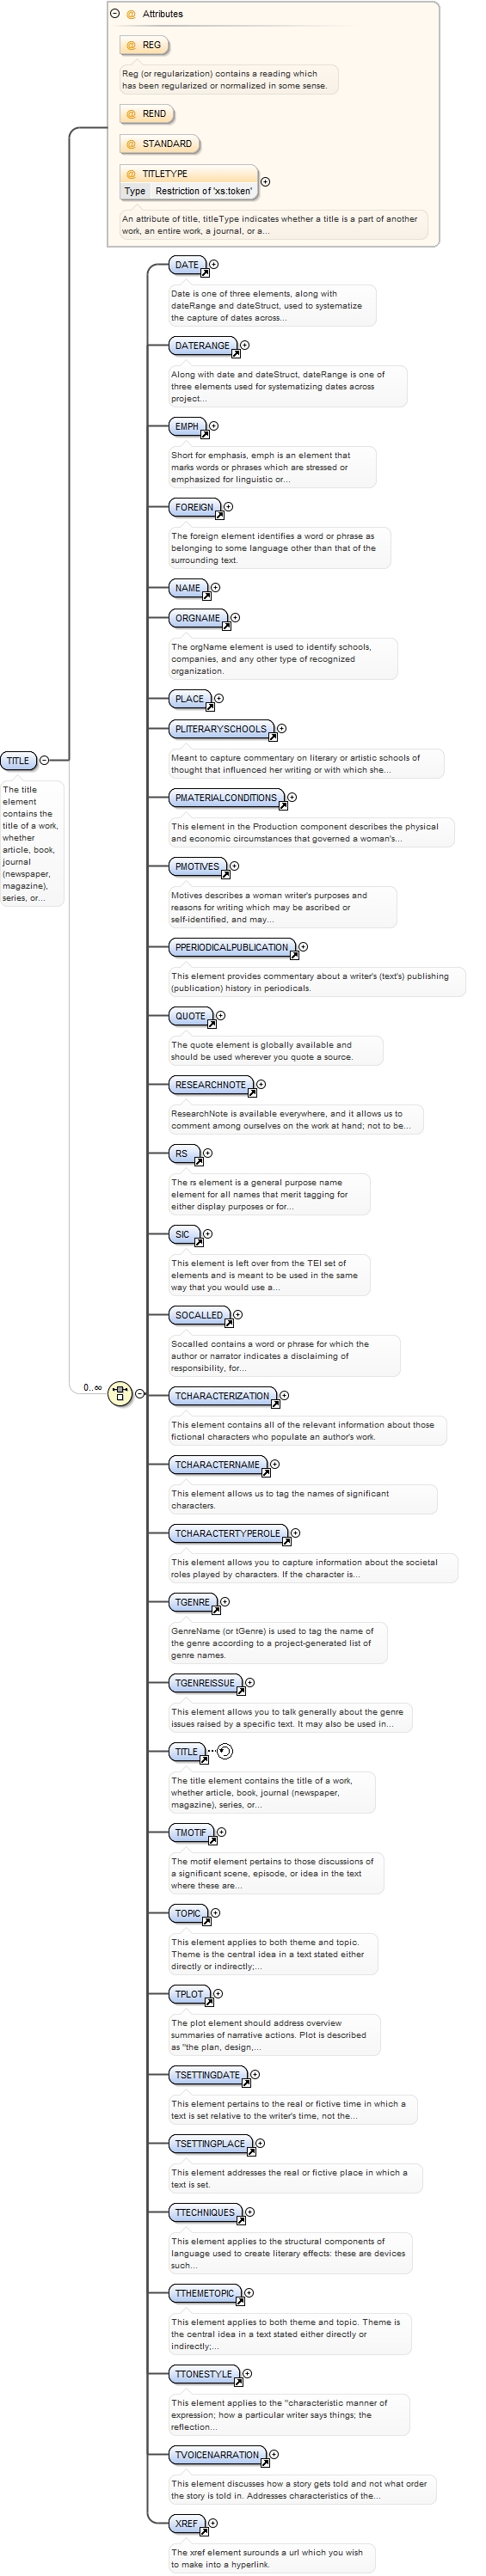 @ Attributes
@ REG
Reg (or regularization) contains a reading which
has been regularized or normalized in some sense.
@ REND
@ STANDARD
@ TITLETYPE
Type Restriction of 'xs:token'
An attribute of title, titleType indicates whether a title is a part of another
work, an entire work, a journal, or a...
DATE
Date is one of three elements, along with
dateRange and dateStruct, used to systematize
the capture of dates across...
DATERANGE
Along with date and dateStruct, dateRange is one of
three elements used for systematizing dates across
project...
EMPH
Short for emphasis, emph is an element that
marks words or phrases which are stressed or
emphasized for linguistic or...
FOREIGN
The foreign element identifies a word or phrase as
belonging to some language other than that of the
surrounding text.
NAME
ORGNAME
The orgName element is used to identify schools,
companies, and any other type of recognized
organization.
PLACE
PLITERARYSCHOOLS
Meant to capture commentary on literary or artistic schools of
thought that influenced her writing or with which she...
TITLE
The title
element
contains the
title of a work,
whether
article, book,
journal
(newspaper,
magazine),
series, or...
PMATERIALCONDITIONS
This element in the Production component describes the physical
and economic circumstances that governed a woman's...
PMOTIVES
Motives describes a woman writer's purposes and
reasons for writing which may be ascribed or
self-identified, and may...
PPERIODICALPUBLICATION
This element provides commentary about a writer's (text's) publishing
(publication) history in periodicals.
QUOTE
The quote element is globally available and
should be used wherever you quote a source.
RESEARCHNOTE
ResearchNote is available everywhere, and it allows us to
comment among ourselves on the work at hand; not to be...
RS
The rs element is a general purpose name
element for all names that merit tagging for
either display purposes or for...
SIC
This element is left over from the TEI set of
elements and is meant to be used in the same
way that you would use a...
SOCALLED
Socalled contains a word or phrase for which the
author or narrator indicates a disclaiming of
responsibility, for...
0..∞
TCHARACTERIZATION
This element contains all of the relevant information about those
fictional characters who populate an author's work.
TCHARACTERNAME
This element allows us to tag the names of significant
characters.
TCHARACTERTYPEROLE
This element allows you to capture information about the societal
roles played by characters. If the character is...
TGENRE
GenreName (or tGenre) is used to tag the name of
the genre according to a project-generated list of
genre names.
TGENREISSUE
This element allows you to talk generally about the genre
issues raised by a specific text. It may also be used in...
TITLE
The title element contains the title of a work,
whether article, book, journal (newspaper,
magazine), series, or...
TMOTIF
The motif element pertains to those discussions of
a significant scene, episode, or idea in the text
where these are...
TOPIC
This element applies to both theme and topic.
Theme is the central idea in a text stated either
directly or indirectly;...
TPLOT
The plot element should address overview
summaries of narrative actions. Plot is described
as "the plan, design,...
TSETTINGDATE
This element pertains to the real or fictive time in which a
text is set relative to the writer's time, not the...
TSETTINGPLACE
This element addresses the real or fictive place in which a
text is set.
TTECHNIQUES
This element applies to the structural components of
language used to create literary effects: these are devices
such...
TTHEMETOPIC
This element applies to both theme and topic. Theme is
the central idea in a text stated either directly or
indirectly;...
TTONESTYLE
This element applies to the "characteristic manner of
expression; how a particular writer says things; the
reflection...
TVOICENARRATION
This element discusses how a story gets told and not what order
the story is told in. Addresses characteristics of the...
XREF
The xref element surounds a url which you wish
to make into a hyperlink.